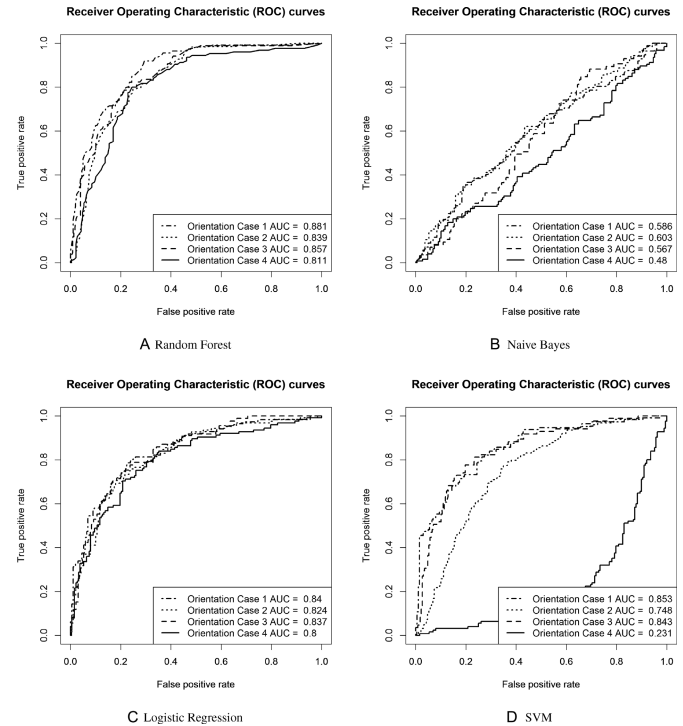 Receiver Operating Characteristic (ROC) curves
True positive rate
0.0 0.2 0.4 0.6 0.8 1.0
Orientation Case 1 AUC = 0.881
Orientation Case 2 AUC = 0.839
Orientation Case 3 AUC = 0.857
Orientation Case 4 AUC = 0.811
0.0 0.2 0.4 0.6 0.8 1.0
False positive rate
A Random Forest
Receiver Operating Characteristic (ROC) curves
True positive rate
0.0 0.2 0.4 0.6 0.8 1.0
Orientation Case 1 AUC = 0.586
Orientation Case 2 AUC = 0.603
Orientation Case 3 AUC = 0.567
Orientation Case 4 AUC = 0.48
0.0 0.2 0.4 0.6 0.8 1.0
False positive rate
B Naive Bayes
Receiver Operating Characteristic (ROC) curves
True positive rate
0.0 0.2 0.4 0.6 0.8 1.0
Orientation Case 1 AUC = 0.84
Orientation Case 2 AUC = 0.824
Orientation Case 3 AUC = 0.837
Orientation Case 4 AUC = 0.8
0.0 0.2 0.4 0.6 0.8 1.0
False positive rate
C Logistic Regression
Receiver Operating Characteristic (ROC) curves
True positive rate
0.0 0.2 0.4 0.6 0.8 1.0
Orientation Case 1 AUC = 0.853
Orientation Case 2 AUC = 0.748
Orientation Case 3 AUC = 0.843
Orientation Case 4 AUC = 0.231
0.0 0.2 0.4 0.6 0.8 1.0
False positive rate
D SVM